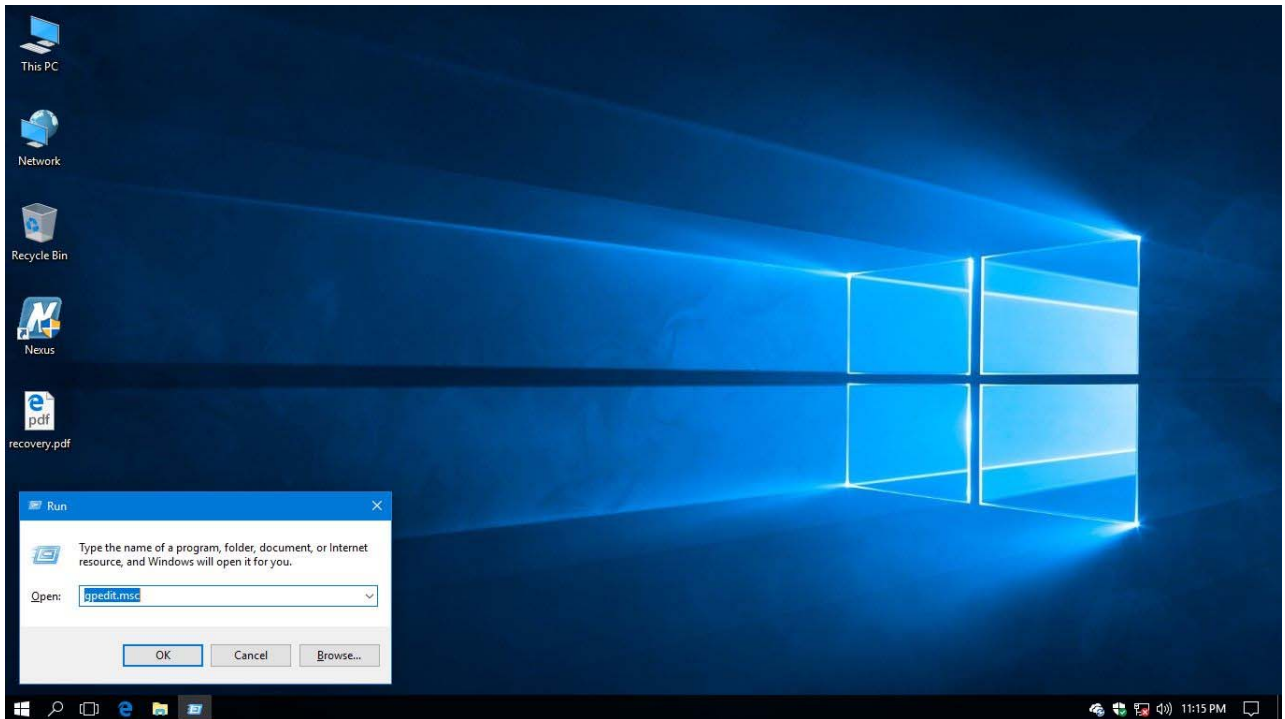 This PC
Network
Recycle Bin
N
Nexus
pdf
recovery.pdf
Run
Type the name of a program, folder, document, or Internet
resource, and Windows will open it for you.
Open:
gpedit.msc
OK
Cancel
Browse...
11:15 PM